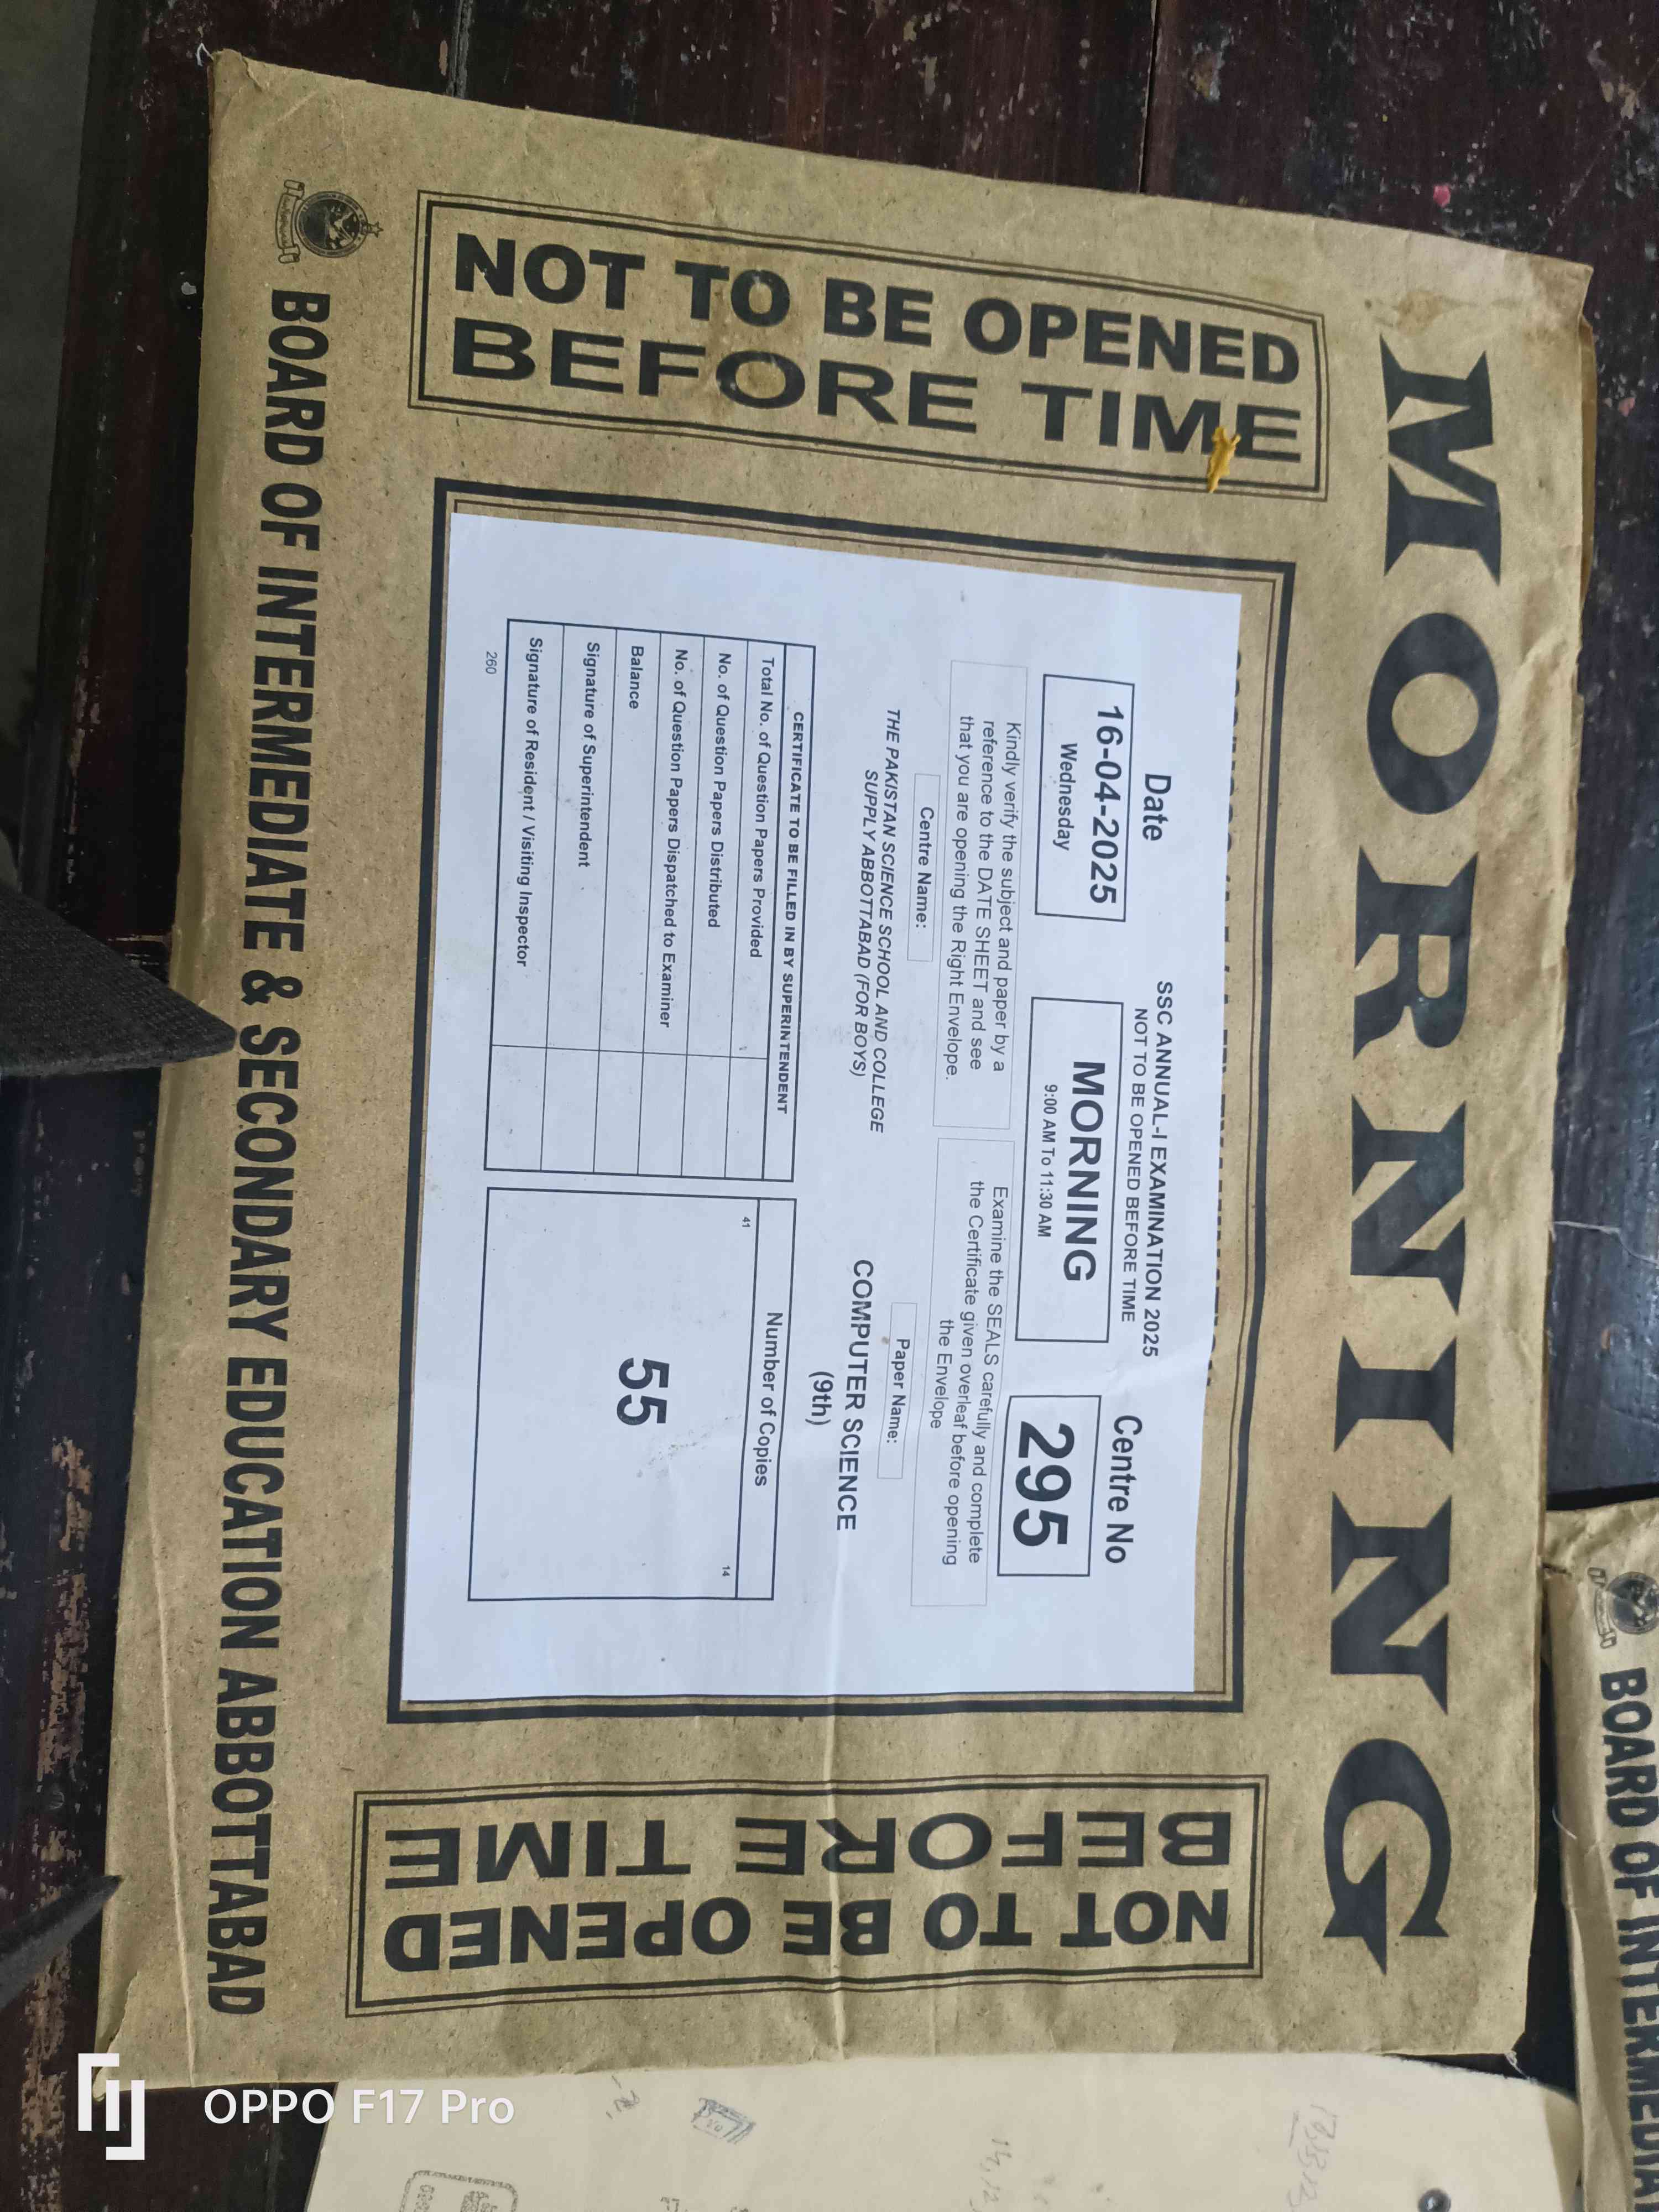 MORNING
NOT TO BE OPENED
BEFORE TIME
Date
16-04-2025
Wednesday
SSC ANNUAL-I EXAMINATION 2025
NOT TO BE OPENED BEFORE TIME
MORNING
9:00 AM To 11:30 AM
Centre No
295
Kindly verify the subject and paper by a
reference to the DATE SHEET and see
that you are opening the Right Envelope.
Examine the SEALS carefully and complete
the Certificate given overleaf before opening
the Envelope
Centre Name:
THE PAKISTAN SCIENCE SCHOOL AND COLLEGE
SUPPLY ABBOTTABAD (FOR BOYS)
Paper Name:
COMPUTER SCIENCE
(9th)
CERTIFICATE TO BE FILLED IN BY SUPERINTENDENT
Total No. of Question Papers Provided
No. of Question Papers Distributed
No. of Question Papers Dispatched to Examiner
Balance
Signature of Superintendent
Signature of Resident / Visiting Inspector
260
Number of Copies
41
14
55
NOT TO BE OPENED
BEFORE TIME
BOARD OF INTERMEDIATE & SECONDARY EDUCATION ABBOTTABAD
BOARD OF INTERMEDIA
OPPO F17 Pro